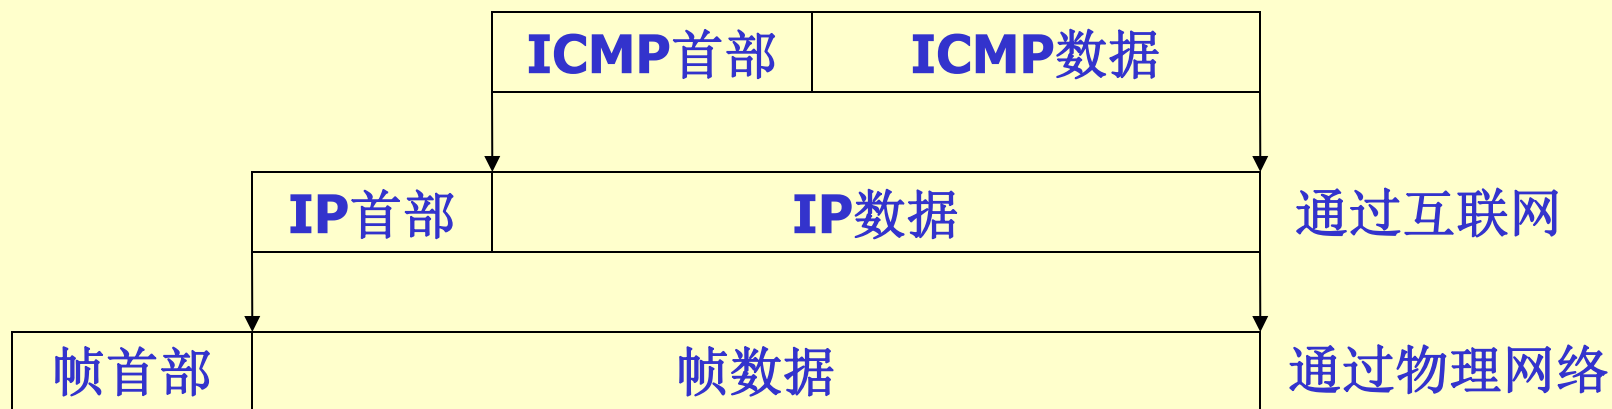 ICMP首部 ICMP数据
IP首部 IP数据 通过互联网
帧首部 帧数据 通过物理网络